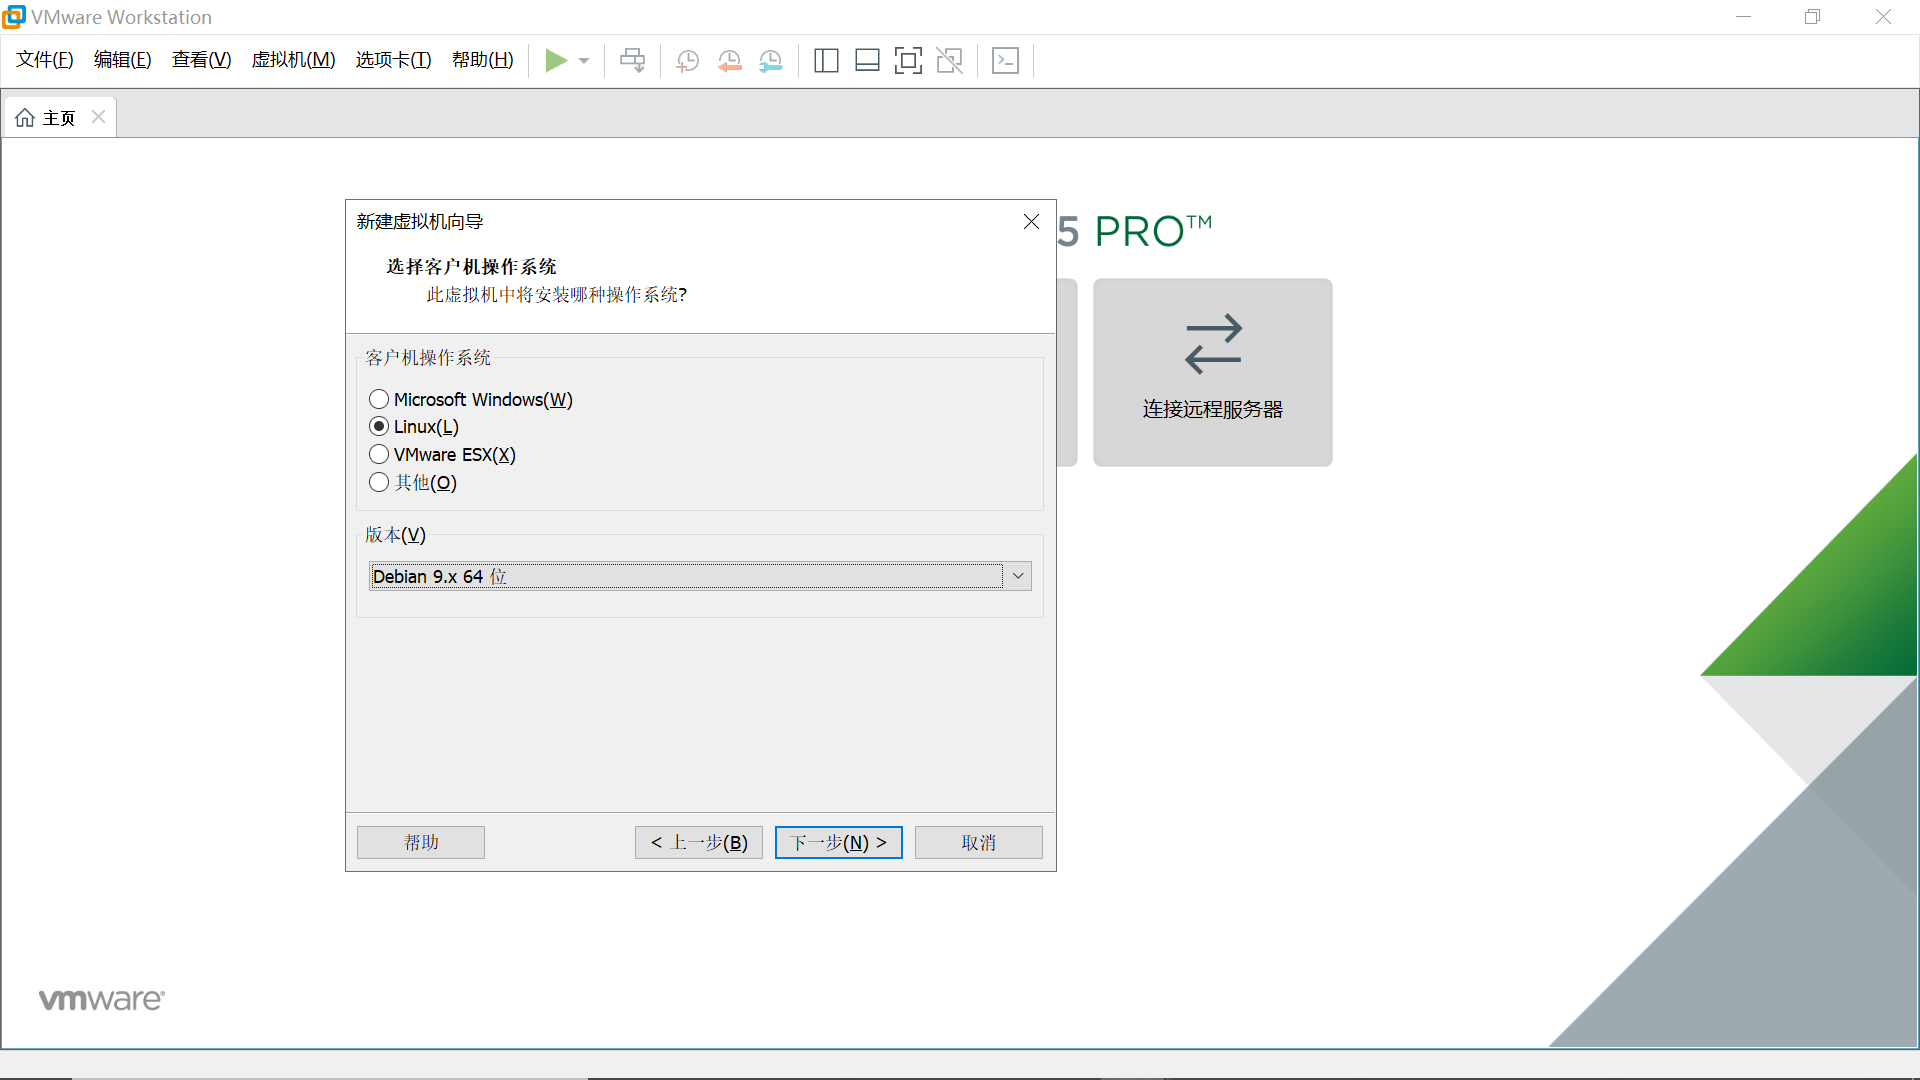 VMware Workstation
文件(F) 编辑(E) 查看(V) 虚拟机(M) 选项卡(T) 帮助(H)
主页
5 PRO™
新建虚拟机向导
选择客户机操作系统
此虚拟机中将安装哪种操作系统?
客户机操作系统
Microsoft Windows(W)
Linux(L)
VMware ESX(X)
其他(O)
版本(V)
Debian 9.x 64 位
帮助
< 上一步(B)
下一步(N) >
取消
连接远程服务器
vmware®